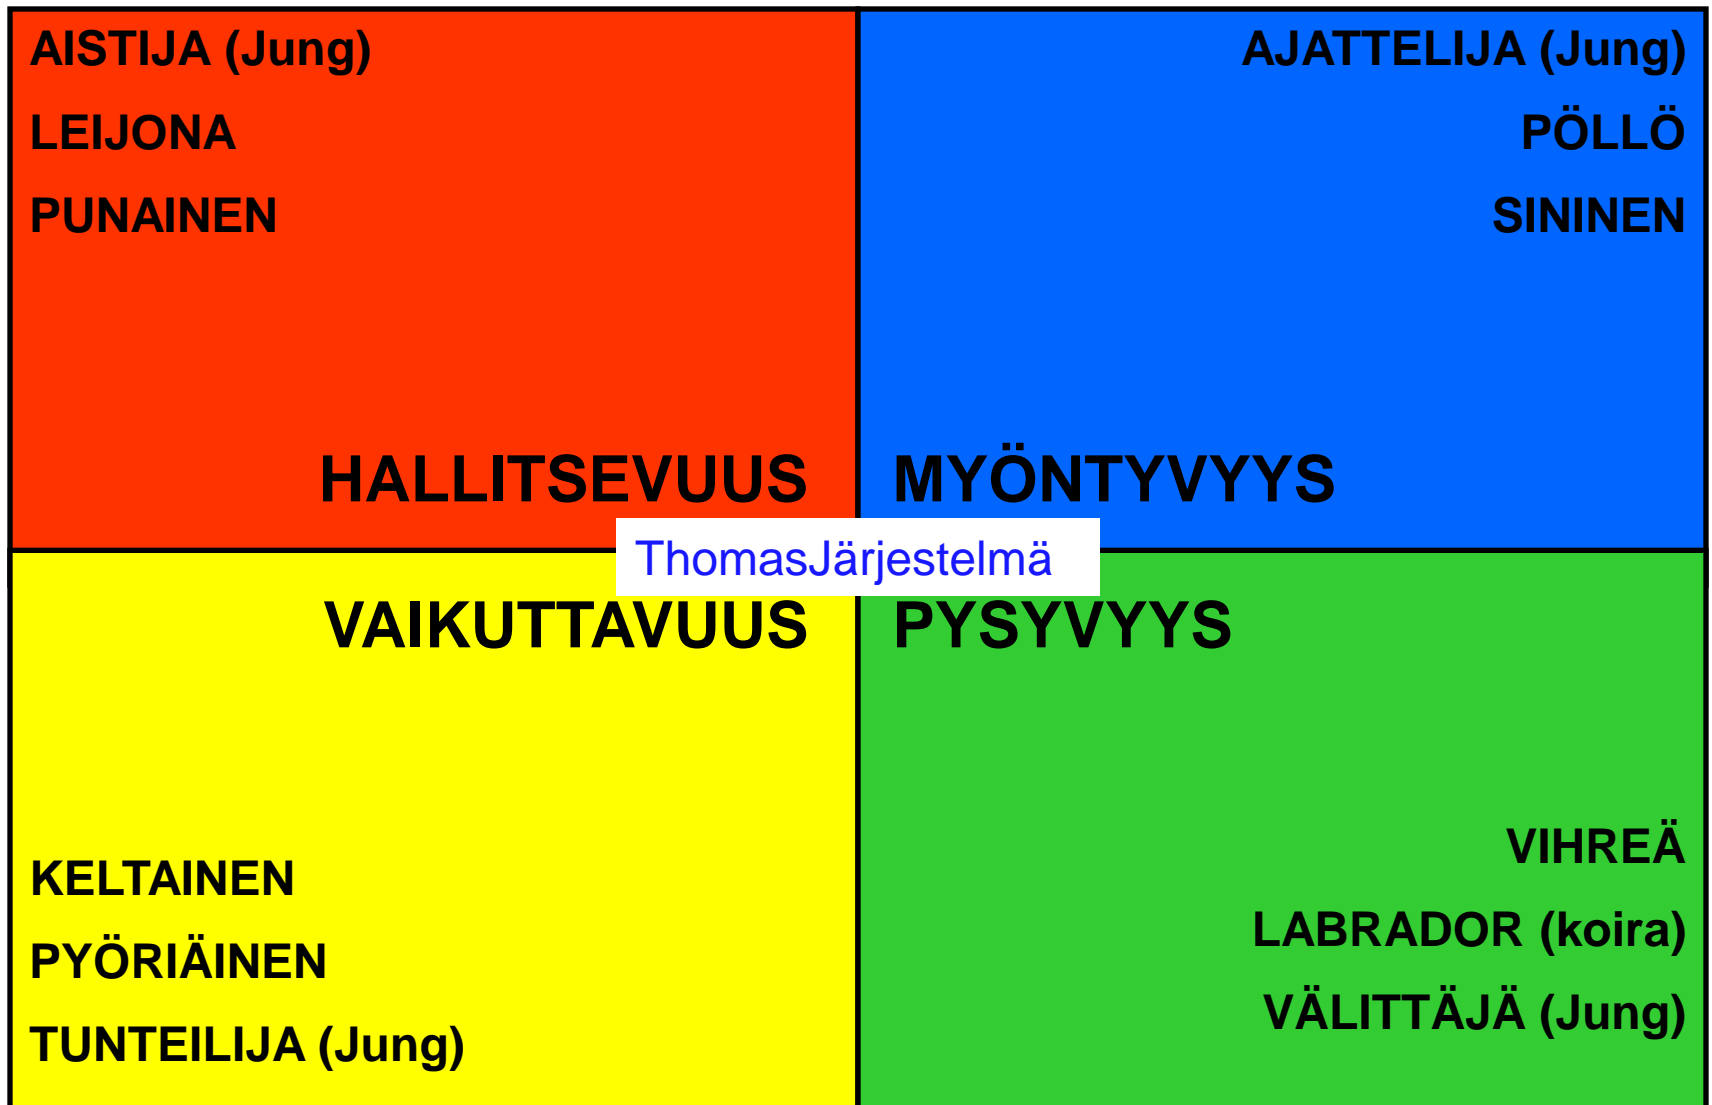 AISTIJA (Jung)
LEIJONA
PUNAINEN
HALLITSEVUUS
AJATTELIJA (Jung)
PÖLLÖ
SININEN
MYÖNTYVYYS
ThomasJärjestelmä
VAIKUTTAVUUS
KELTAINEN
PYÖRIÄINEN
TUNTEILIJA (Jung)
PYSYVYYS
VIHREÄ
LABRADOR (koira)
VÄLITTÄJÄ (Jung)